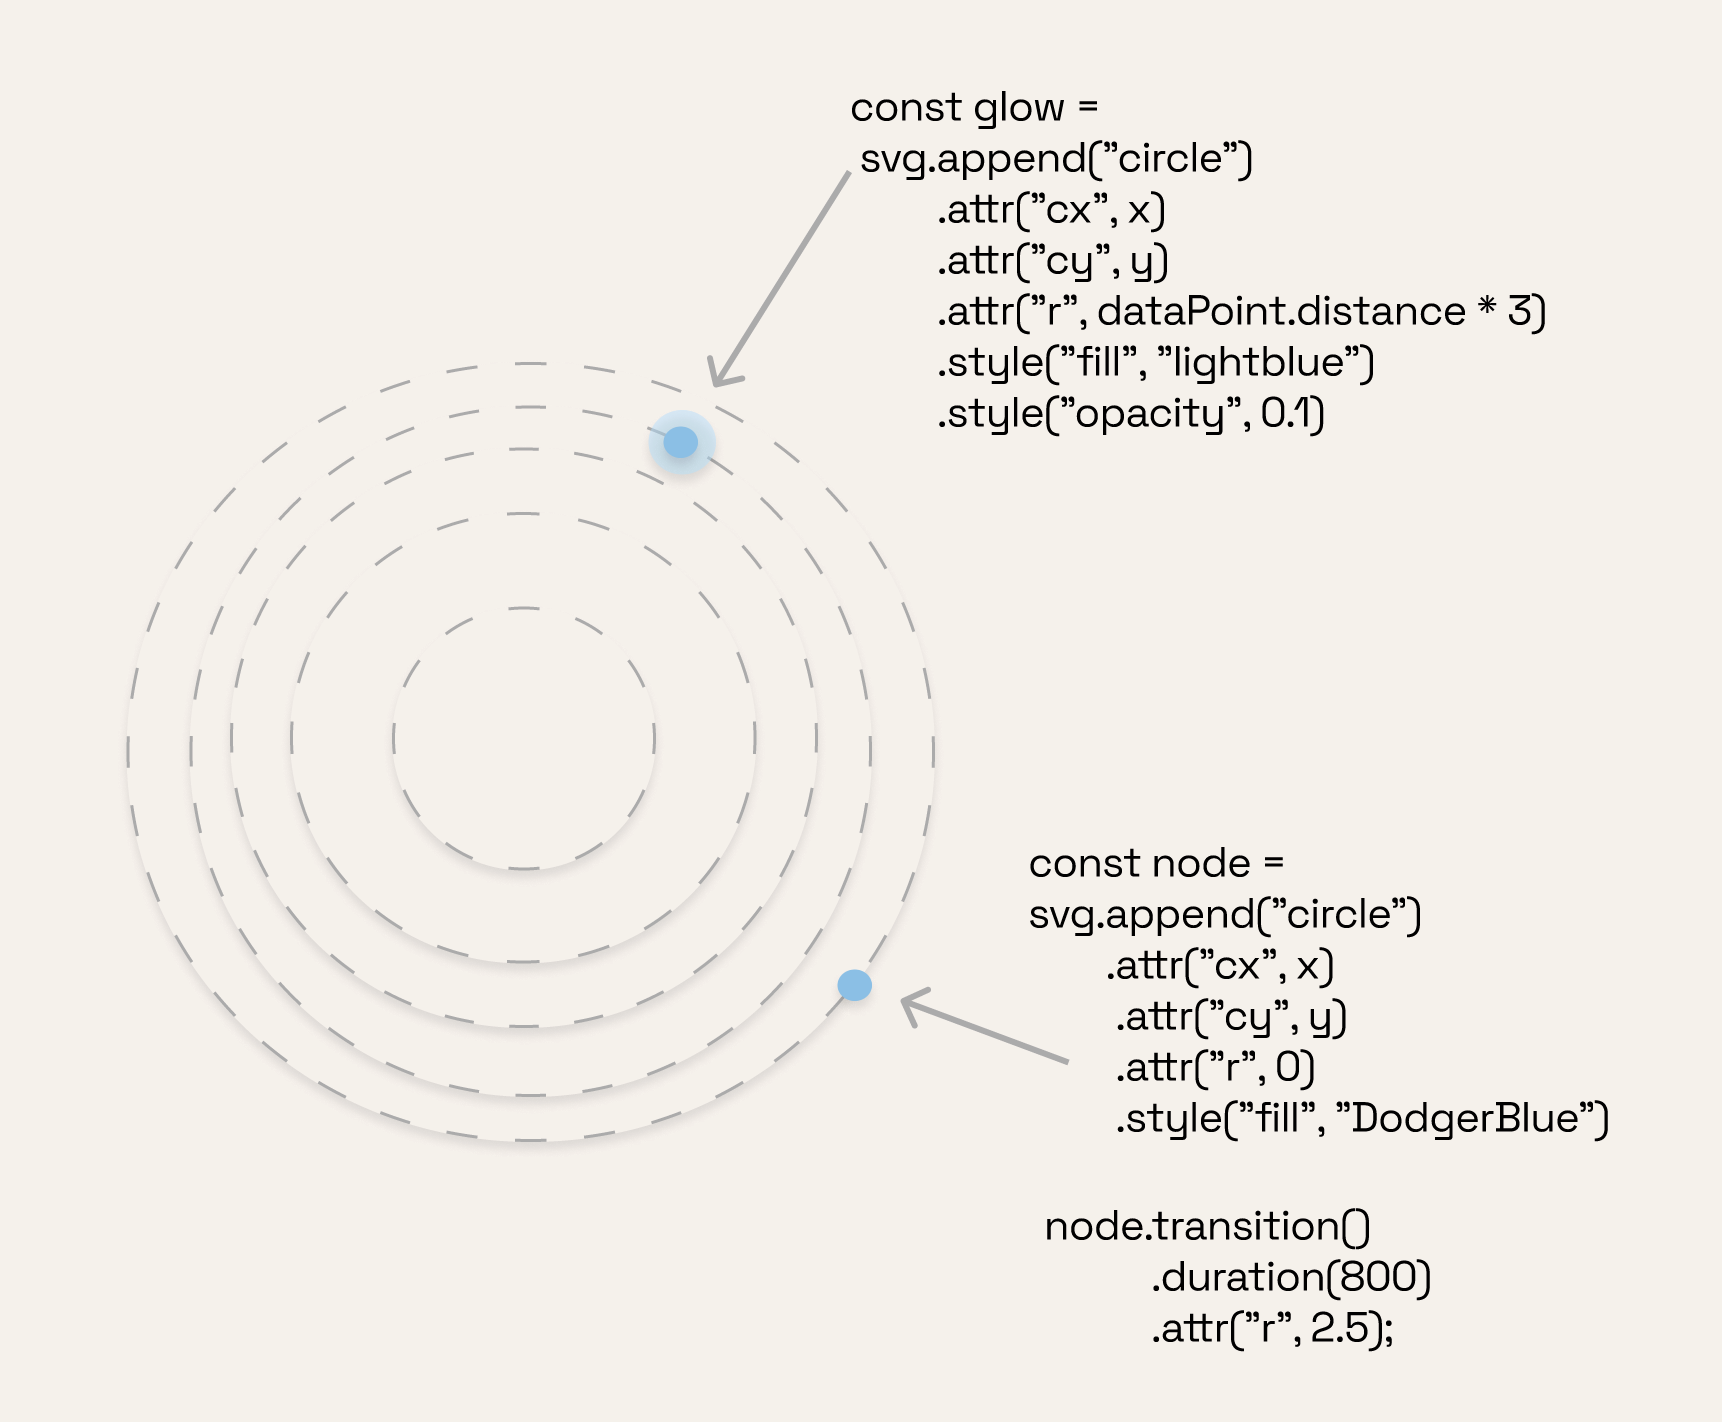 const glow =
svg.append(”circle”)
.attr(”cx”, x)
.attr(”cy”, y)
.attr(”r”, dataPoint.distance * 3)
.style(”fill”, ”lightblue”)
.style(”opacity”, 0.1)
const node =
svg.append(”circle”)
.attr(”cx”, x)
.attr(”cy”, y)
.attr(”r”, 0)
.style(”fill”, ”DodgerBlue”)
node.transition()
.duration(800)
.attr(”r”, 2.5);